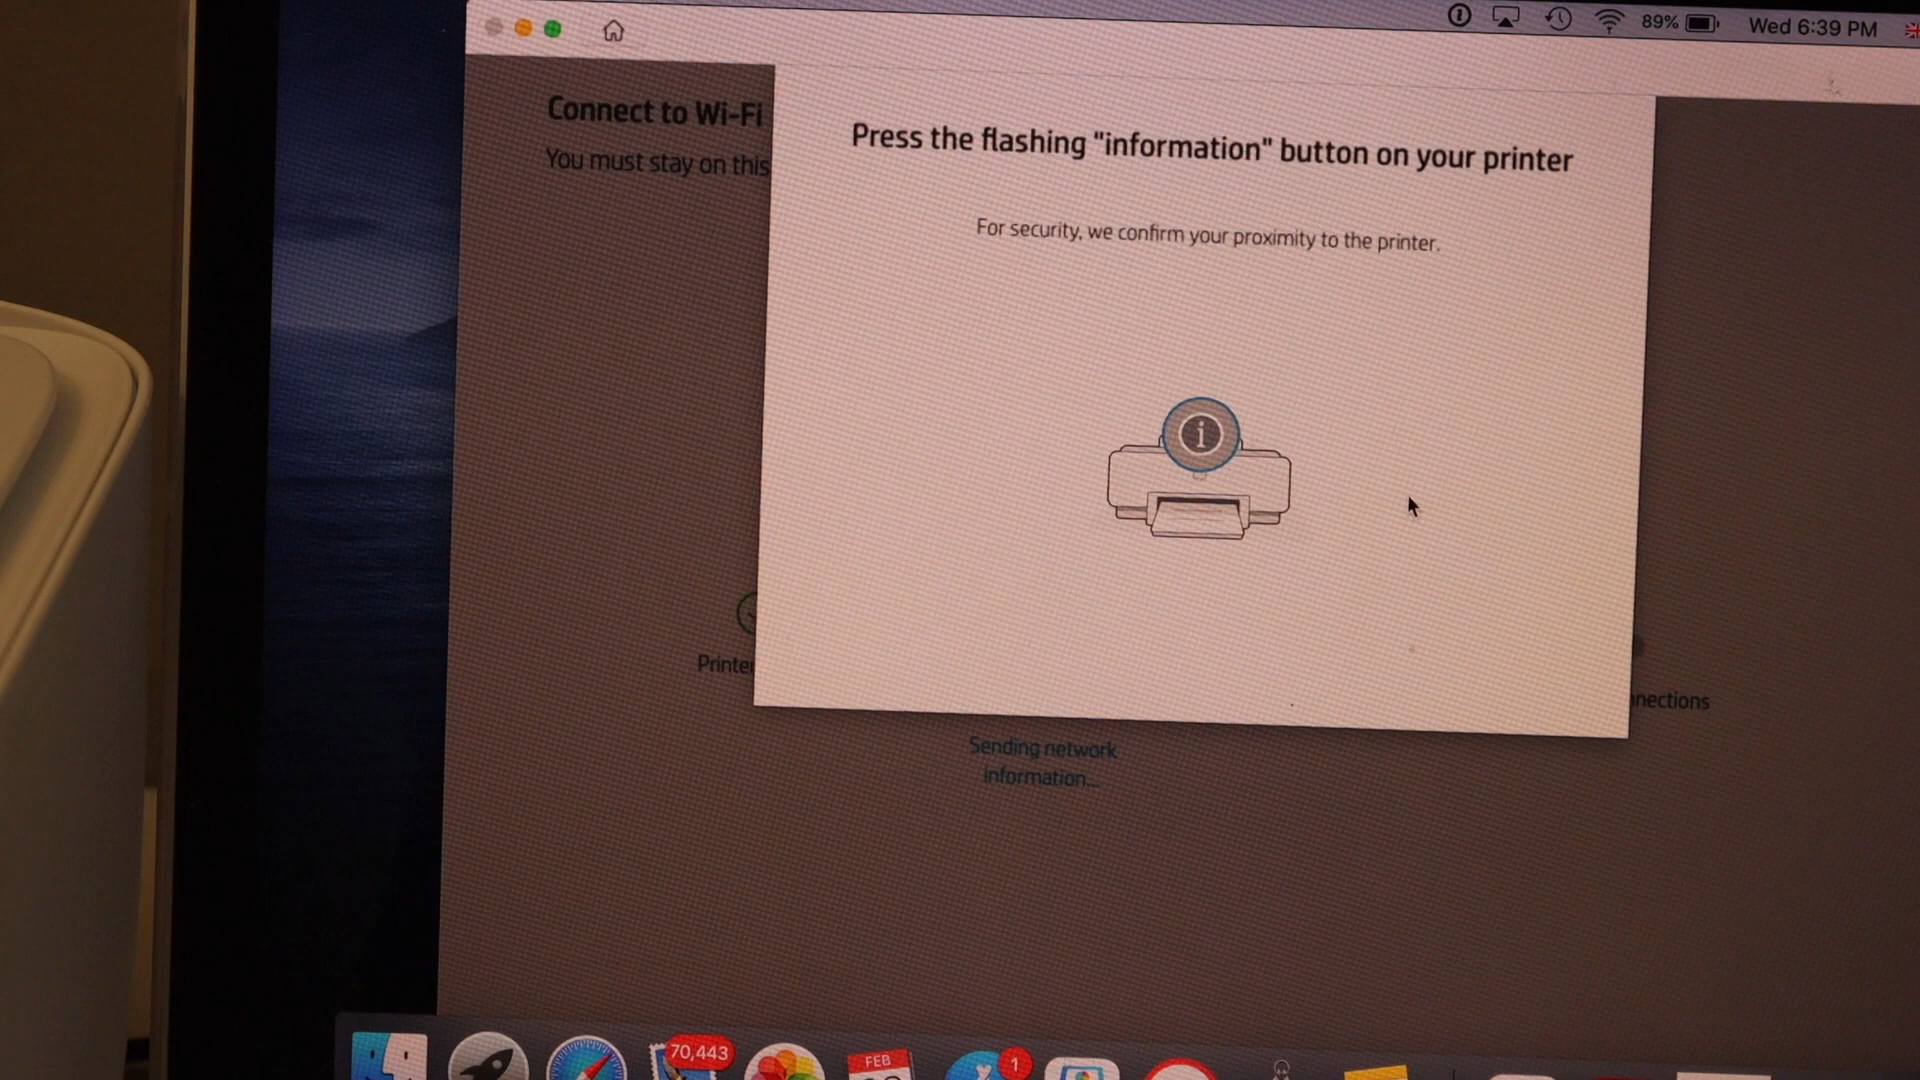 89% Wed 6:39 PM
Connect to Wi-Fi
You must stay on this
Press the flashing "information" button on your printer
For security, we confirm your proximity to the printer.
i
Printer
nnections
Sending network
information...
70,443
FEB
1